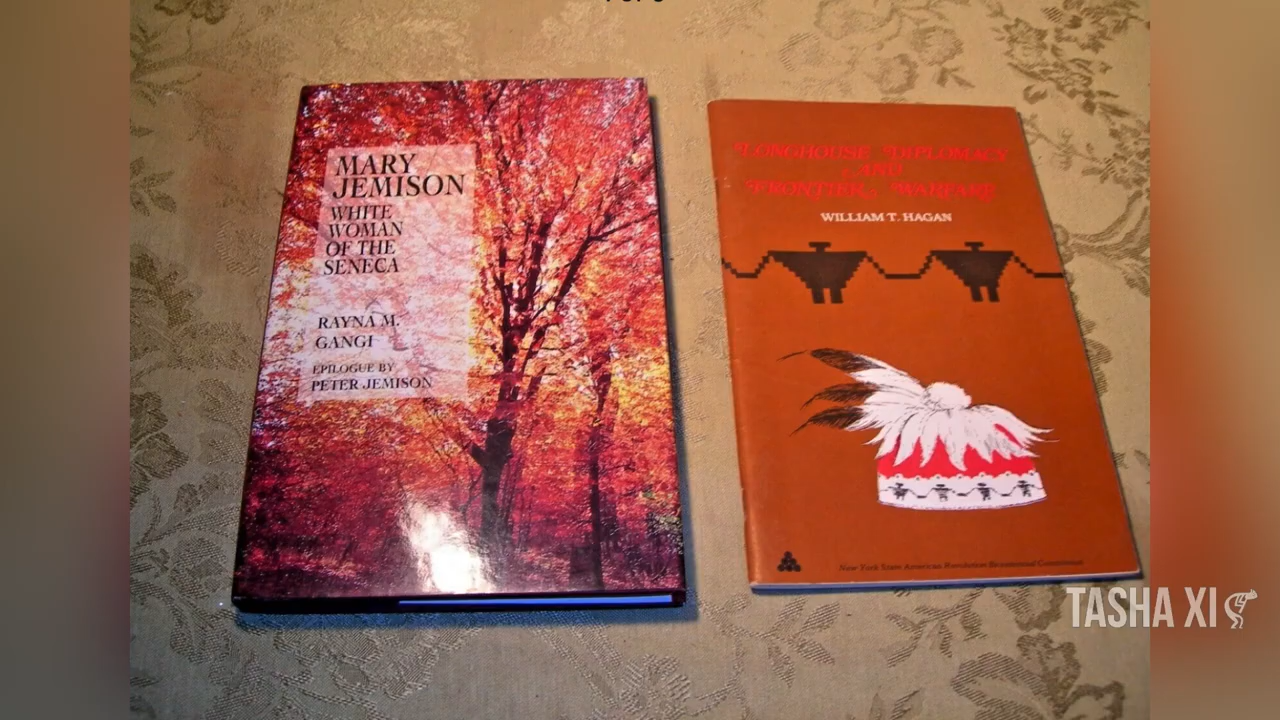 MARY
JEMISON
WHITE
WOMAN
OF THE
SENECA
RAYNA M.
GANGI
EPILOGUE BY
PETER JEMISON
LONGHOUSE DIPLOMACY
AND
FRONTIER WARFARE
WILLIAM T. HAGAN
New York State American Revolution Bicentennial Commission
TASHA XI